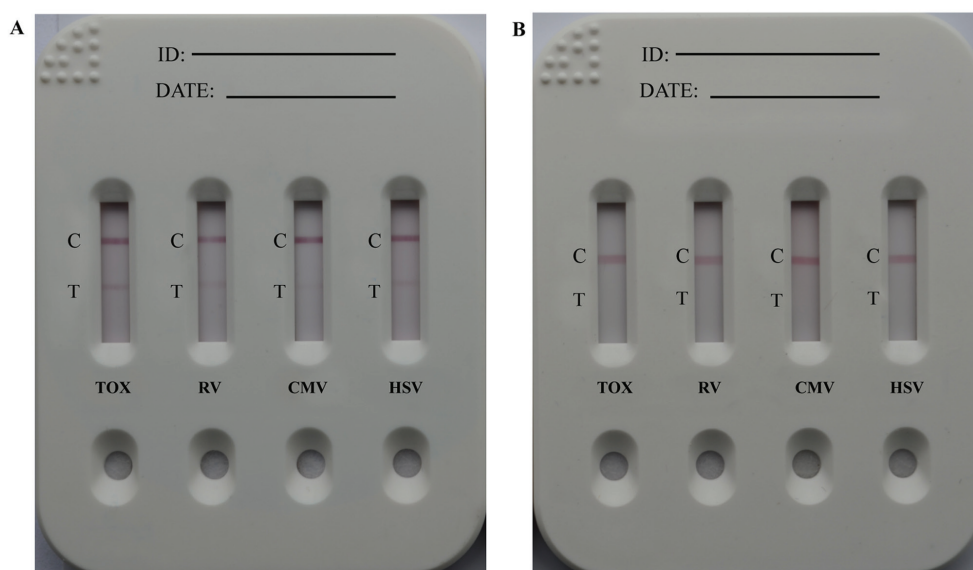 A
ID:
DATE:
C C C C
T T T T
TOX RV CMV HSV
B
ID:
DATE:
C C C C
T T T T
TOX RV CMV HSV